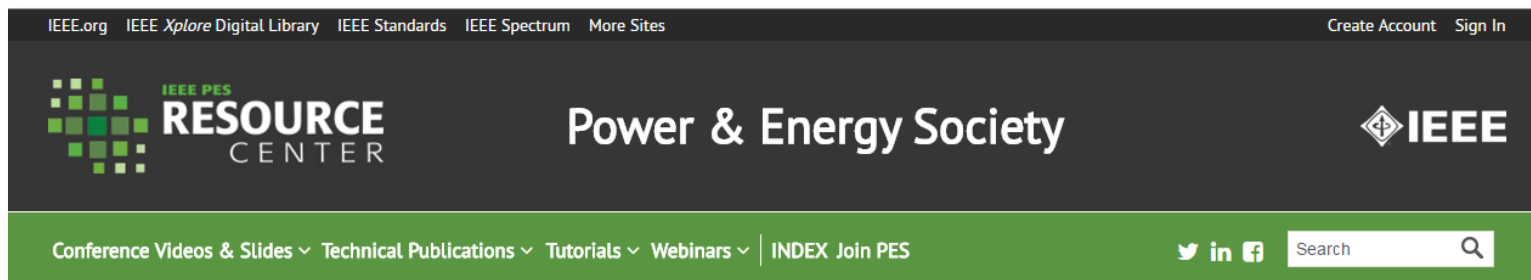 IEEE.org IEEE Xplore Digital Library IEEE Standards IEEE Spectrum More Sites Create Account Sign In
IEEE PES
RESOURCE
CENTER
Power & Energy Society
IEEE
Conference Videos & Slides Technical Publications Tutorials Webinars INDEX Join PES Search